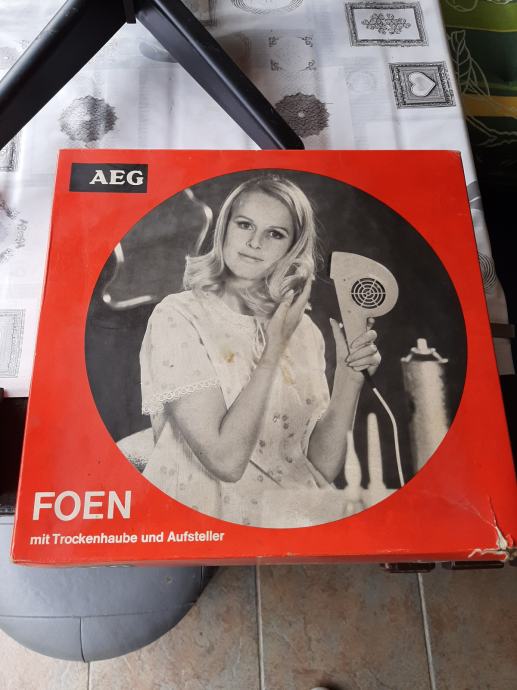 AEG
FOEN
mit Trockenhaube und Aufsteller